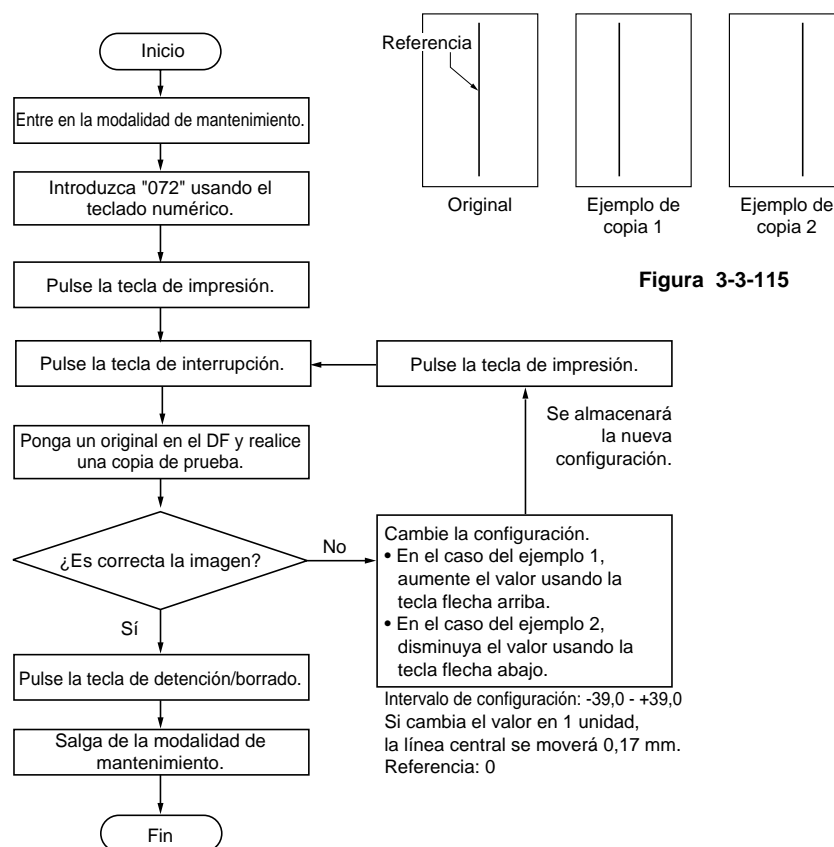 Inicio
Entre en la modalidad de mantenimiento.
Introduzca "072" usando el
teclado numérico.
Pulse la tecla de impresión.
Pulse la tecla de interrupción.
Ponga un original en el DF y realice
una copia de prueba.
¿Es correcta la imagen?
No
Sí
Pulse la tecla de detención/borrado.
Salga de la modalidad de
mantenimiento.
Fin
Referencia
Original
Ejemplo de
copia 1
Ejemplo de
copia 2
Figura 3-3-115
Pulse la tecla de impresión.
Se almacenará
la nueva
configuración.
Cambie la configuración.
• En el caso del ejemplo 1,
aumente el valor usando la
tecla flecha arriba.
• En el caso del ejemplo 2,
disminuya el valor usando la
tecla flecha abajo.
Intervalo de configuración: -39,0 - +39,0
Si cambia el valor en 1 unidad,
la línea central se moverá 0,17 mm.
Referencia: 0